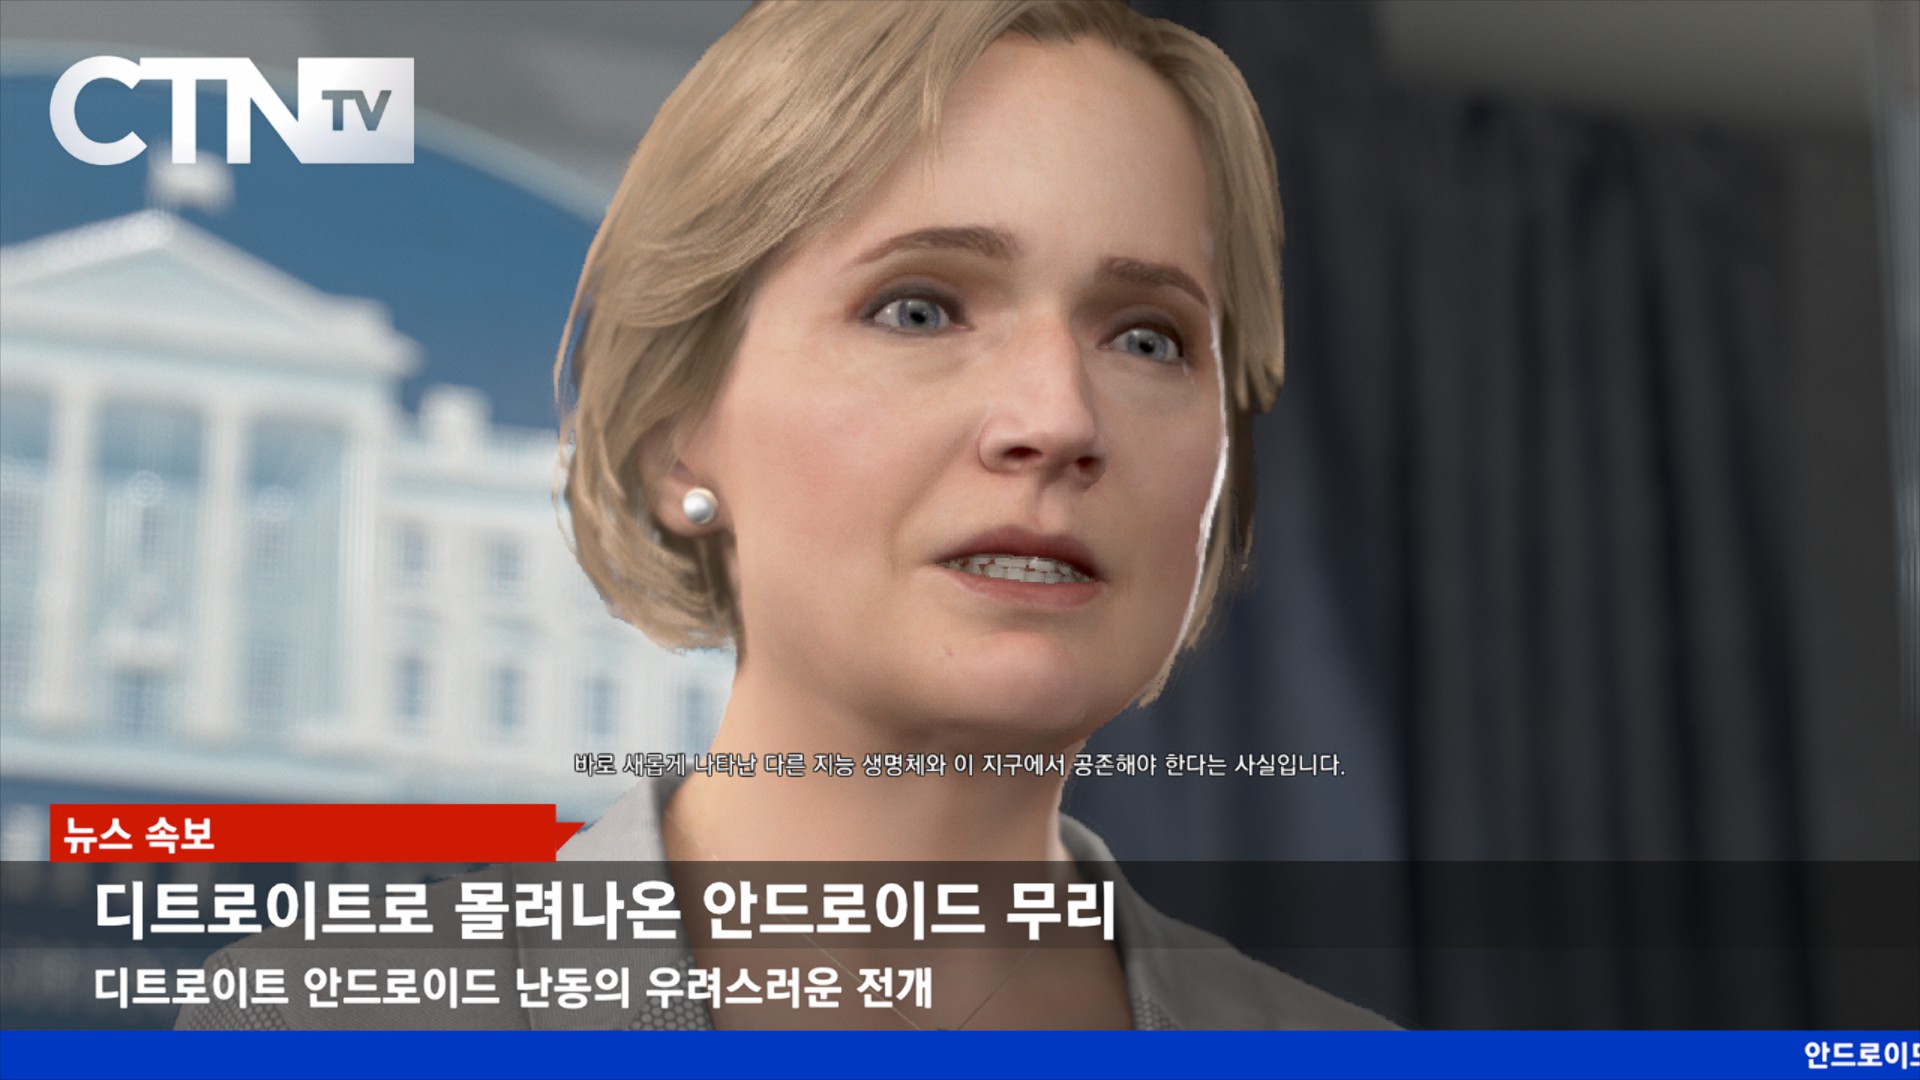 CTN TV
바로 새롭게 나타난 다른 지능 생명체와 이 지구에서 공존해야 한다는 사실입니다.
뉴스 속보
디트로이트로 몰려나온 안드로이드 무리
디트로이트 안드로이드 난동의 우려스러운 전개
안드로이드